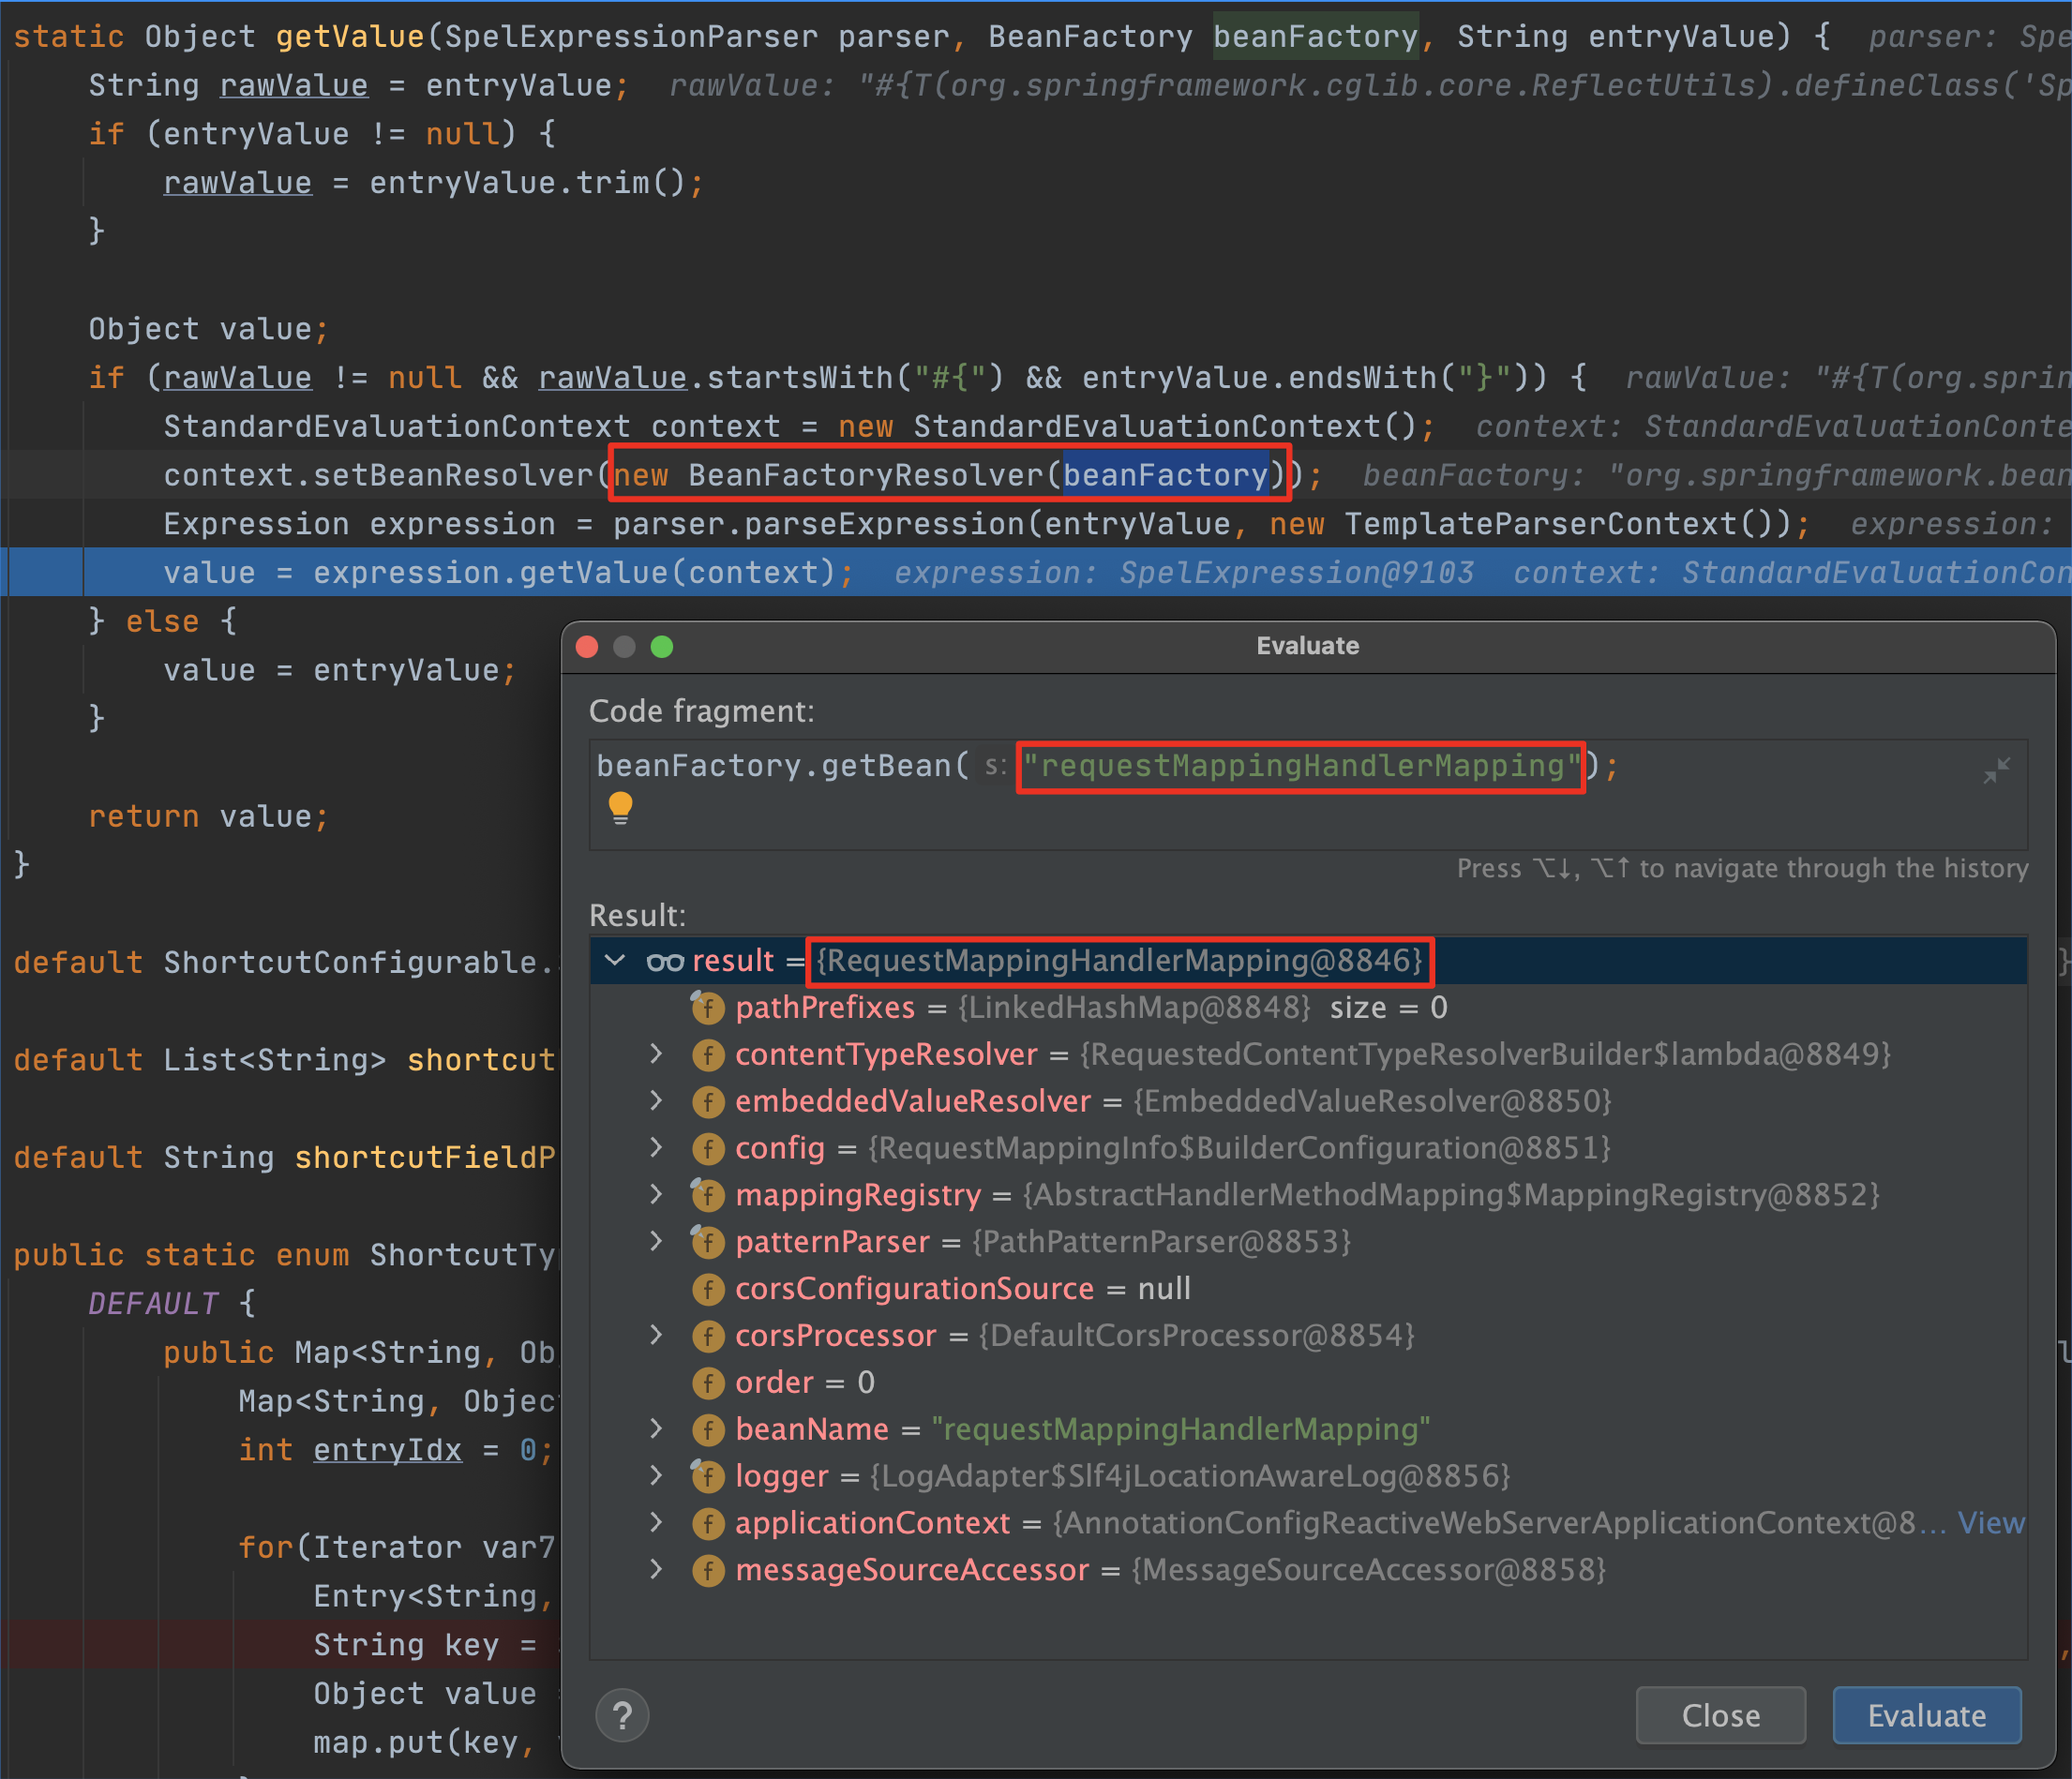 static Object getValue(SpelExpressionParser parser, BeanFactory beanFactory, String entryValue) {  parser: Spe
String rawValue = entryValue;  rawValue: "#{T(org.springframework.cglib.core.ReflectUtils).defineClass('Sp
if (entryValue != null) {
rawValue = entryValue.trim();
}
Object value;
if (rawValue != null && rawValue.startsWith("#{") && entryValue.endsWith("}")) {  rawValue: "#{T(org.sprin
StandardEvaluationContext context = new StandardEvaluationContext();  context: StandardEvaluationConte
context.setBeanResolver(new BeanFactoryResolver(beanFactory));  beanFactory: "org.springframework.bean
Expression expression = parser.parseExpression(entryValue, new TemplateParserContext());  expression:
value = expression.getValue(context);  expression: SpelExpression@9103  context: StandardEvaluationCon
} else {
value = entryValue;
}
return value;
}
default ShortcutConfigurable.
default List<String> shortcut
default String shortcutFieldP
public static enum ShortcutTy
DEFAULT {
public Map<String, Ob
Map<String, Objec
int entryIdx = 0;
for(Iterator var7
Entry<String,
String key =
Object value
map.put(key,
Evaluate
Code fragment:
beanFactory.getBean( s: "requestMappingHandlerMapping");
Press ⌥↓, ⌥↑ to navigate through the history
Result:
result = {RequestMappingHandlerMapping@8846}
f pathPrefixes = {LinkedHashMap@8848}  size = 0
f contentTypeResolver = {RequestedContentTypeResolverBuilder$lambda@8849}
f embeddedValueResolver = {EmbeddedValueResolver@8850}
f config = {RequestMappingInfo$BuilderConfiguration@8851}
f mappingRegistry = {AbstractHandlerMethodMapping$MappingRegistry@8852}
f patternParser = {PathPatternParser@8853}
f corsConfigurationSource = null
f corsProcessor = {DefaultCorsProcessor@8854}
f order = 0
f beanName = "requestMappingHandlerMapping"
f logger = {LogAdapter$Slf4jLocationAwareLog@8856}
f applicationContext = {AnnotationConfigReactiveWebServerApplicationContext@8... View
f messageSourceAccessor = {MessageSourceAccessor@8858}
? Close Evaluate